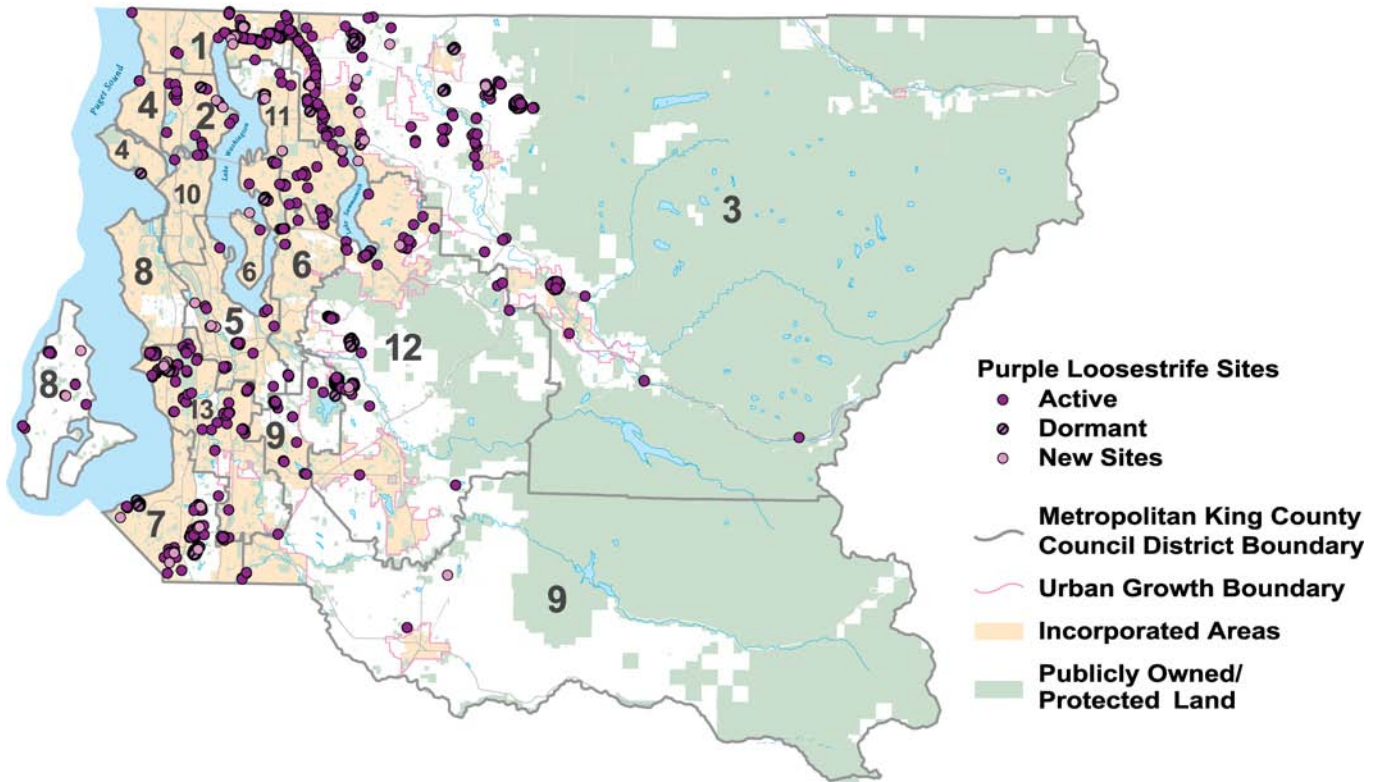 Puget Sound
1
4
2
11
3
4
Lake Washington
10
Lake Sammamish
8
6
6
5
12
8
13
9
7
9
Purple Loosestrife Sites
Active
Dormant
New Sites
Metropolitan King County
Council District Boundary
Urban Growth Boundary
Incorporated Areas
Publicly Owned/
Protected Land